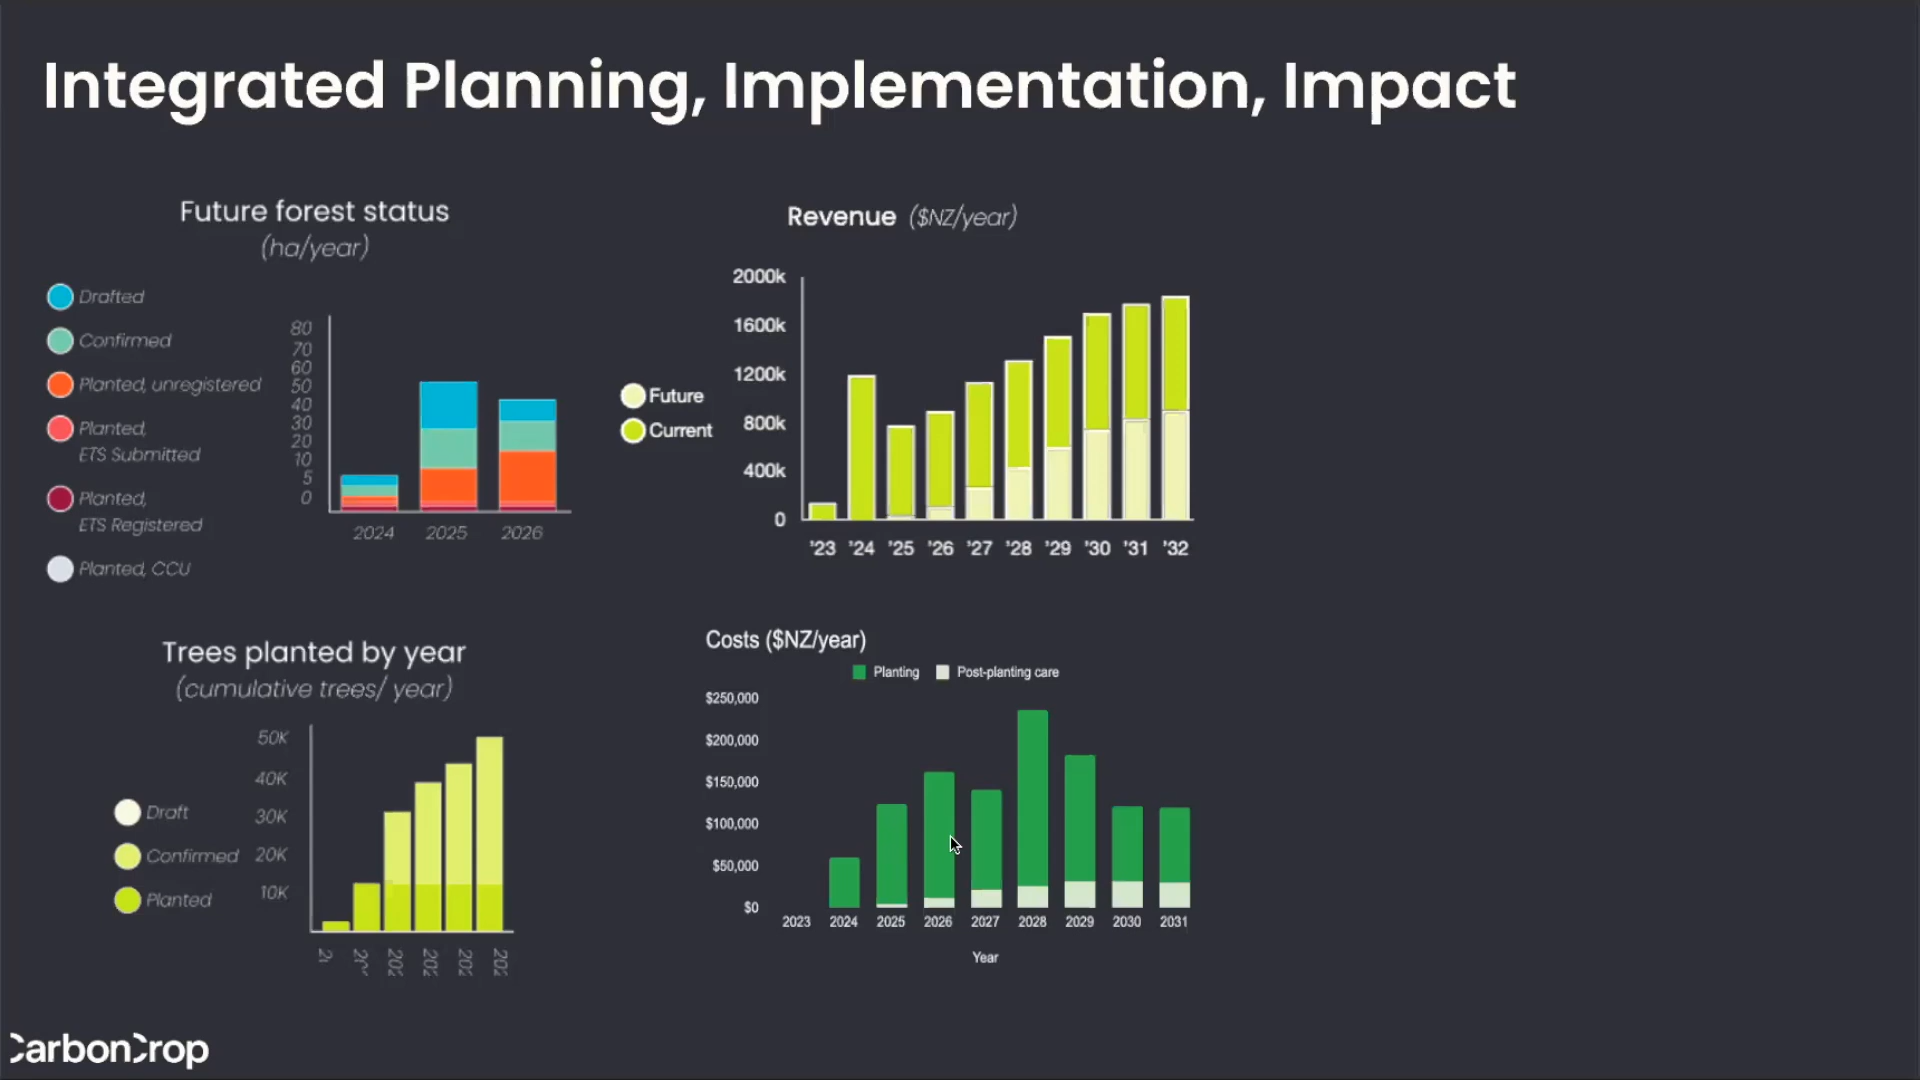 Integrated Planning, Implementation, Impact
Future forest status
(ha/year)
Drafted
Confirmed
Planted, unregistered
Planted,
ETS Submitted
Planted,
ETS Registered
Planted, CCU
80
70
60
50
40
30
20
10
5
0
2024 2025 2026
Revenue ($NZ/year)
Future
Current
2000k
1600k
1200k
800k
400k
0
'23 '24 '25 '26 '27 '28 '29 '30 '31 '32
Trees planted by year
(cumulative trees/ year)
Draft
Confirmed
Planted
50K
40K
30K
20K
10K
Costs ($NZ/year)
Planting Post-planting care
$250,000
$200,000
$150,000
$100,000
$50,000
$0
2023 2024 2025 2026 2027 2028 2029 2030 2031
Year
CarbonCrop